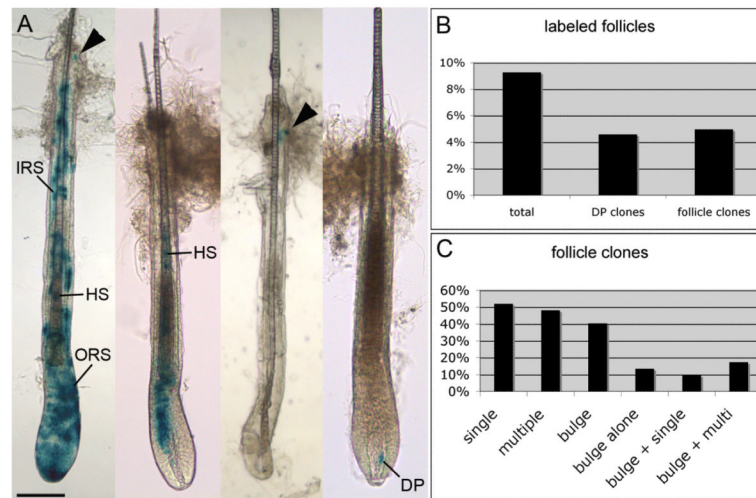 A
IRS
HS
ORS
HS
DP
B
labeled follicles
10%
8%
6%
4%
2%
0%
total
DP clones
follicle clones
C
follicle clones
60%
50%
40%
30%
20%
10%
0%
single
multiple
bulge
bulge alone
bulge + single
bulge + multi